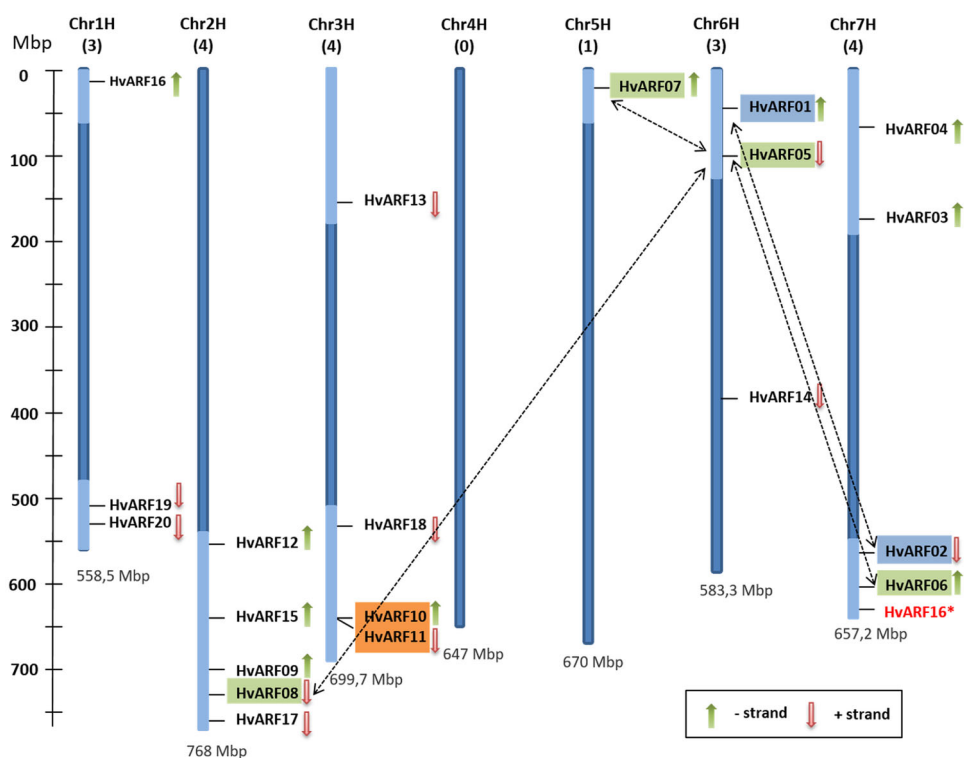 Chr1H
(3)
Chr2H
(4)
Chr3H
(4)
Chr4H
(0)
Chr5H
(1)
Chr6H
(3)
Chr7H
(4)
Mbp
0
100
200
300
400
500
600
700
HvARF16
HvARF19
HvARF20
558,5 Mbp
HvARF12
HvARF15
HvARF09
HvARF08
HvARF17
768 Mbp
HvARF13
HvARF18
HvARF10
HvARF11
699,7 Mbp
647 Mbp
HvARF07
670 Mbp
HvARF01
HvARF05
HvARF14
583,3 Mbp
HvARF04
HvARF03
HvARF02
HvARF06
HvARF16*
657,2 Mbp
- strand
+ strand